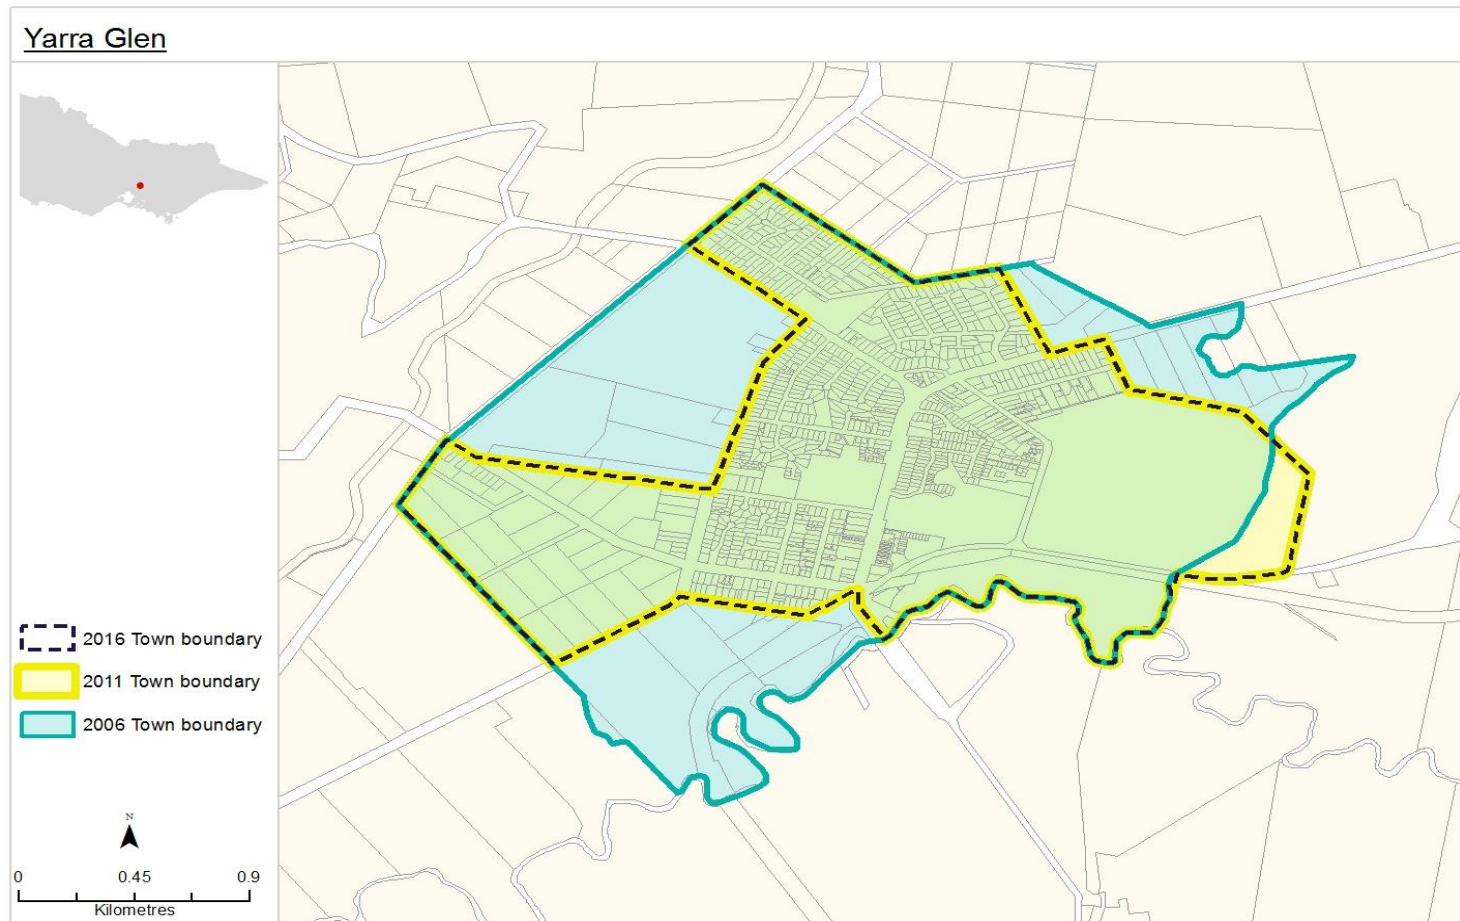 Yarra Glen
2016 Town boundary
2011 Town boundary
2006 Town boundary
N
0 0.45 0.9
Kilometres